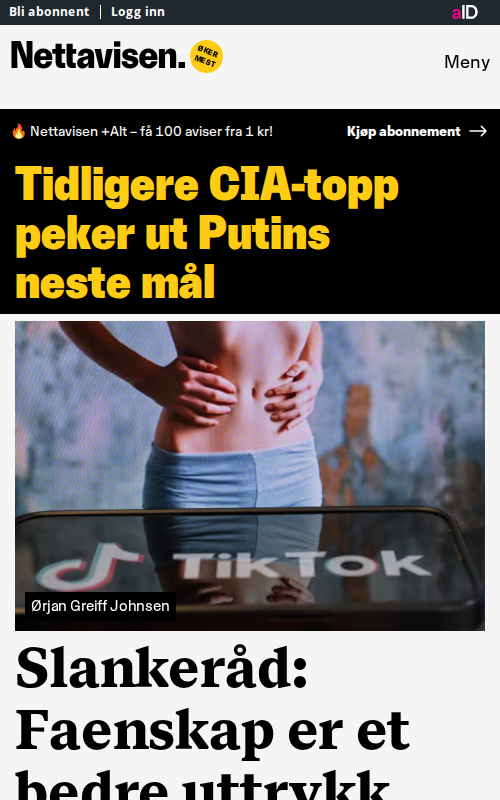 Bli abonnent | Logg inn
aID
Nettavisen.
ØKER
MEST
Meny
🔥 Nettavisen +Alt – få 100 aviser fra 1 kr!
Kjøp abonnement →
Tidligere CIA-topp
peker ut Putins
neste mål
TikTok
Ørjan Greiff Johnsen
Slankeråd:
Faenskap er et
bedre uttrykk